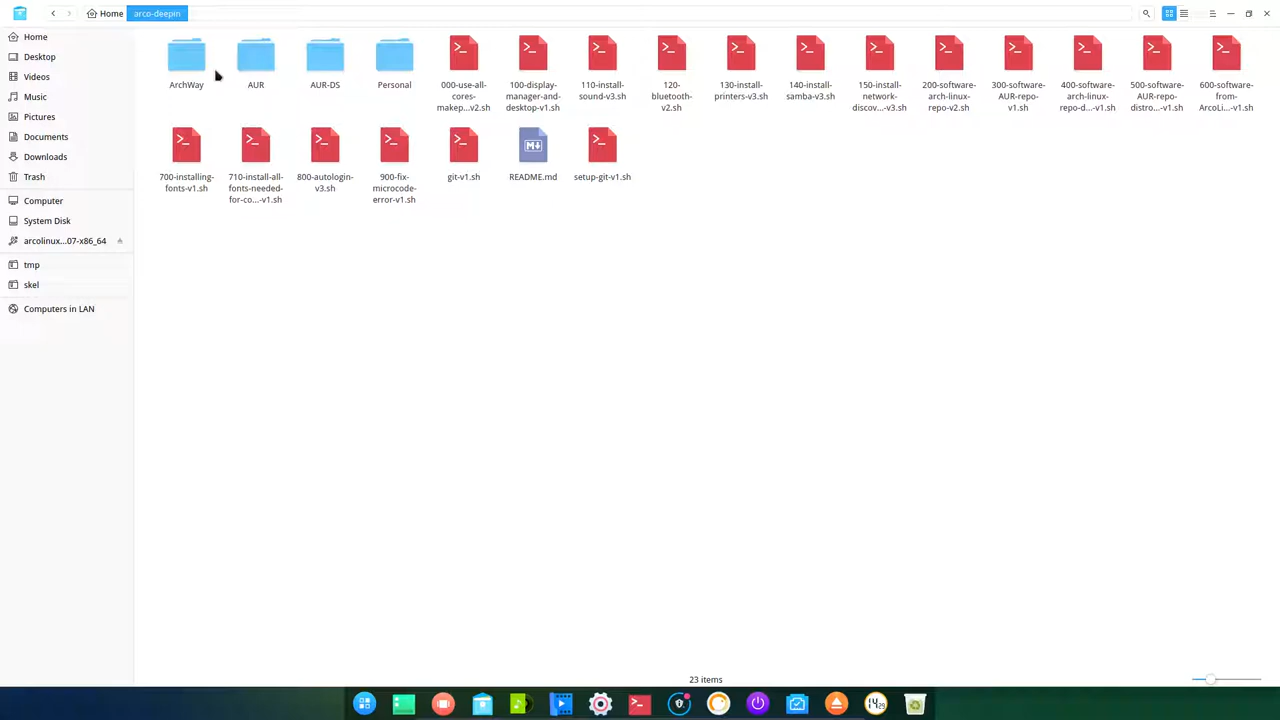 Home
arco-deepin
Home
Desktop
Videos
Music
Pictures
Documents
Downloads
Trash
Computer
System Disk
arcolinux...07-x86_64
tmp
skel
Computers in LAN
ArchWay
AUR
AUR-DS
Personal
000-use-all-
cores-
makep...v2.sh
100-display-
manager-and-
desktop-v1.sh
110-install-
sound-v3.sh
120-
bluetooth-
v2.sh
130-install-
printers-v3.sh
140-install-
samba-v3.sh
150-install-
network-
discov...-v3.sh
200-software-
arch-linux-
repo-v2.sh
300-software-
AUR-repo-
v1.sh
400-software-
arch-linux-
repo-d...-v1.sh
500-software-
AUR-repo-
distro...-v1.sh
600-software-
from-
ArcoLi...-v1.sh
700-installing-
fonts-v1.sh
710-install-all-
fonts-needed-
for-co...-v1.sh
800-autologin-
v3.sh
900-fix-
microcode-
error-v1.sh
git-v1.sh
M
README.md
setup-git-v1.sh
23 items
14 29